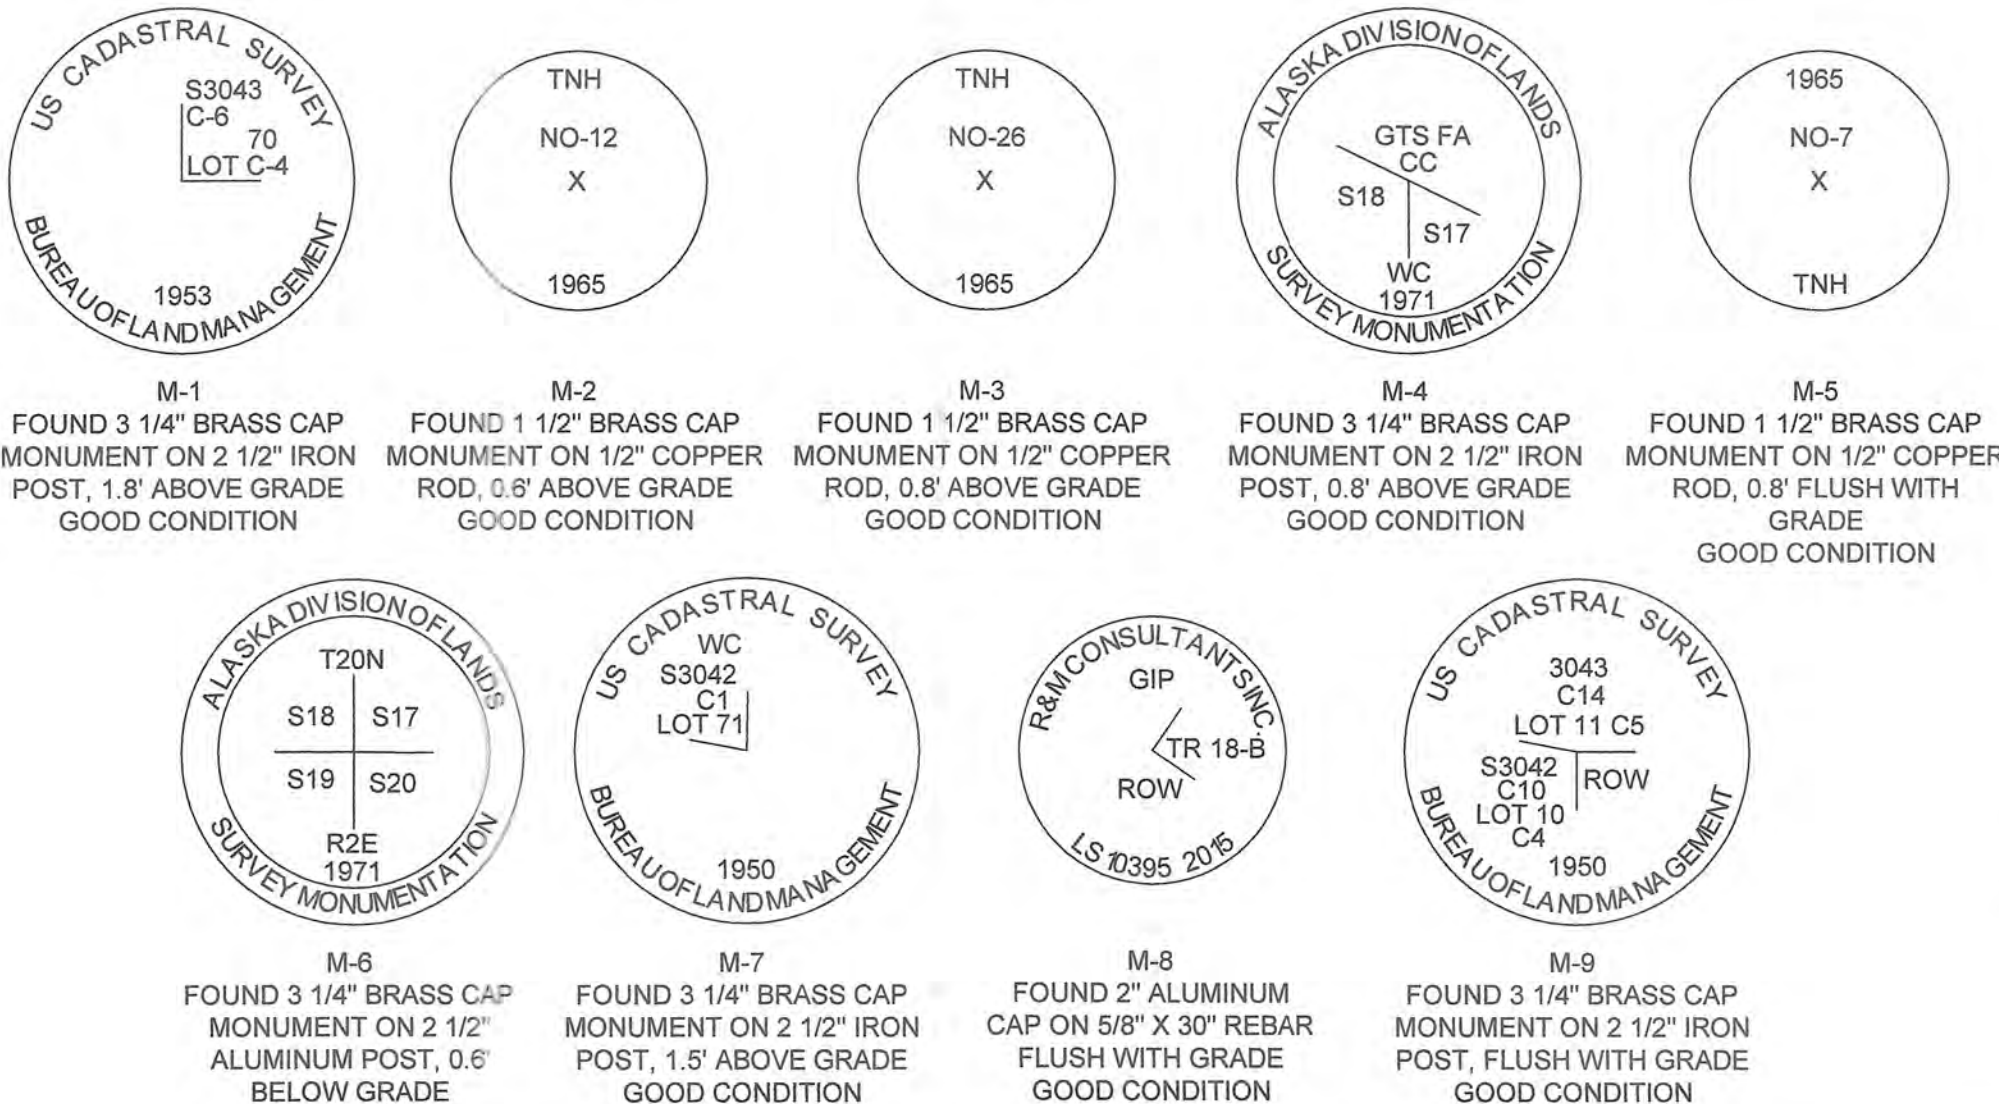 US CADASTRAL SURVEY
S3043
C-6
70
LOT C-4
1953
BUREAU OF LAND MANAGEMENT
M-1
FOUND 3 1/4" BRASS CAP
MONUMENT ON 2 1/2" IRON
POST, 1.8' ABOVE GRADE
GOOD CONDITION
TNH
NO-12
X
1965
M-2
FOUND 1 1/2" BRASS CAP
MONUMENT ON 1/2" COPPER
ROD, 0.6' ABOVE GRADE
GOOD CONDITION
TNH
NO-26
X
1965
M-3
FOUND 1 1/2" BRASS CAP
MONUMENT ON 1/2" COPPER
ROD, 0.8' ABOVE GRADE
GOOD CONDITION
ALASKA DIVISION OF LANDS
GTS FA
CC
S18
S17
WC
1971
SURVEY MONUMENTATION
M-4
FOUND 3 1/4" BRASS CAP
MONUMENT ON 2 1/2" IRON
POST, 0.8' ABOVE GRADE
GOOD CONDITION
1965
NO-7
X
TNH
M-5
FOUND 1 1/2" BRASS CAP
MONUMENT ON 1/2" COPPER
ROD, 0.8' FLUSH WITH
GRADE
GOOD CONDITION
ALASKA DIVISION OF LANDS
T20N
S18 S17
S19 S20
R2E
1971
SURVEY MONUMENTATION
M-6
FOUND 3 1/4" BRASS CAP
MONUMENT ON 2 1/2"
ALUMINUM POST, 0.6'
BELOW GRADE
US CADASTRAL SURVEY
WC
S3042
C1
LOT 71
1950
BUREAU OF LAND MANAGEMENT
M-7
FOUND 3 1/4" BRASS CAP
MONUMENT ON 2 1/2" IRON
POST, 1.5' ABOVE GRADE
GOOD CONDITION
R&M CONSULTANTS INC.
GIP
TR 18-B
ROW
LS 10395 2015
M-8
FOUND 2" ALUMINUM
CAP ON 5/8" X 30" REBAR
FLUSH WITH GRADE
GOOD CONDITION
US CADASTRAL SURVEY
3043
C14
LOT 11 C5
S3042
C10
LOT 10
C4
ROW
1950
BUREAU OF LAND MANAGEMENT
M-9
FOUND 3 1/4" BRASS CAP
MONUMENT ON 2 1/2" IRON
POST, FLUSH WITH GRADE
GOOD CONDITION